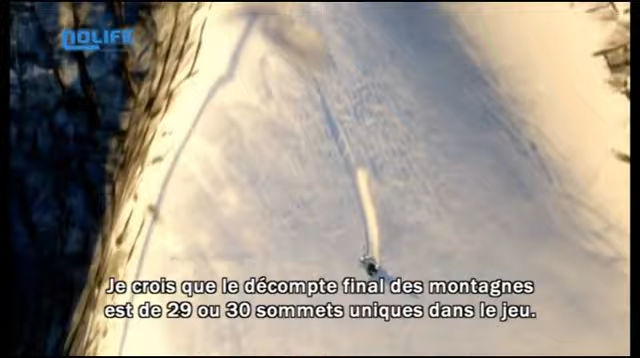 NOLIFE
Je crois que le décompte final des montagnes
est de 29 ou 30 sommets uniques dans le jeu.